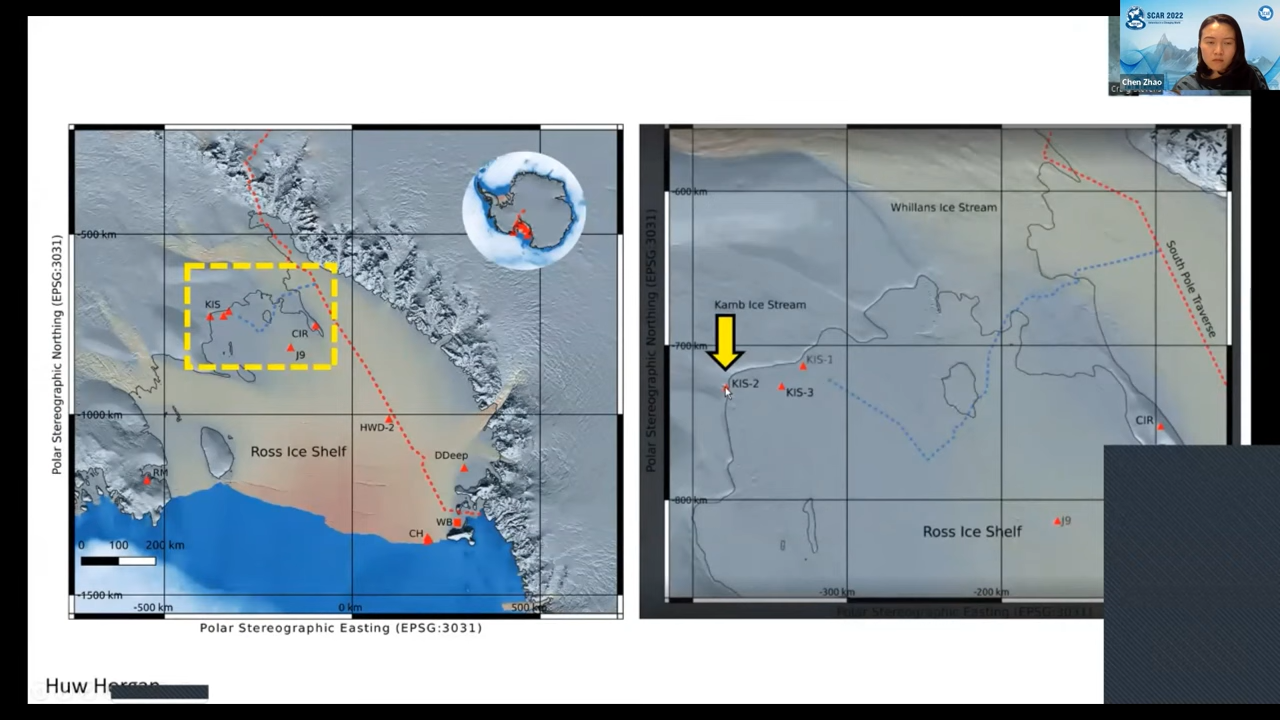 SCAR 2022
Chen Zhao
-500 km
-1000 km
-1500 km
-500 km
0 km
500 km
Polar Stereographic Northing (EPSG:3031)
Polar Stereographic Easting (EPSG:3031)
KIS
CIR
J9
HWD-2
Ross Ice Shelf
DDeep
RM
WB
CH
0 100 200 km
-600 km
-700 km
-800 km
-300 km
-200 km
Polar Stereographic Northing (EPSG:3031)
Polar Stereographic Easting (EPSG:3031)
Whillans Ice Stream
South Pole Traverse
Kamb Ice Stream
KIS-1
KIS-2
KIS-3
CIR
J9
Ross Ice Shelf
Huw Horgan